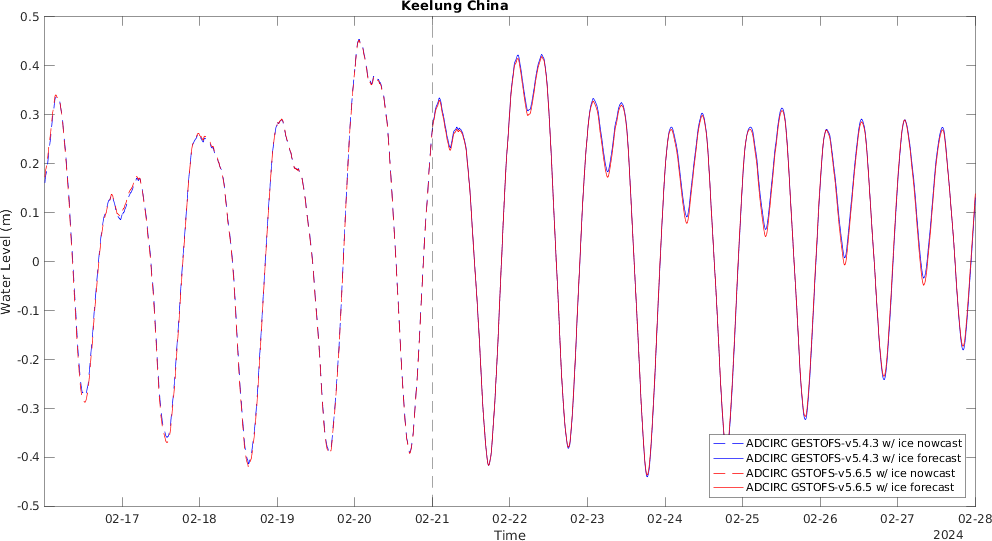 Keelung China
0.5
0.4
0.3
0.2
0.1
0
-0.1
-0.2
-0.3
-0.4
-0.5
Water Level (m)
02-17 02-18 02-19 02-20 02-21 02-22 02-23 02-24 02-25 02-26 02-27 02-28
Time
2024
ADCIRC GESTOFS-v5.4.3 w/ ice nowcast
ADCIRC GESTOFS-v5.4.3 w/ ice forecast
ADCIRC GSTOFS-v5.6.5 w/ ice nowcast
ADCIRC GSTOFS-v5.6.5 w/ ice forecast